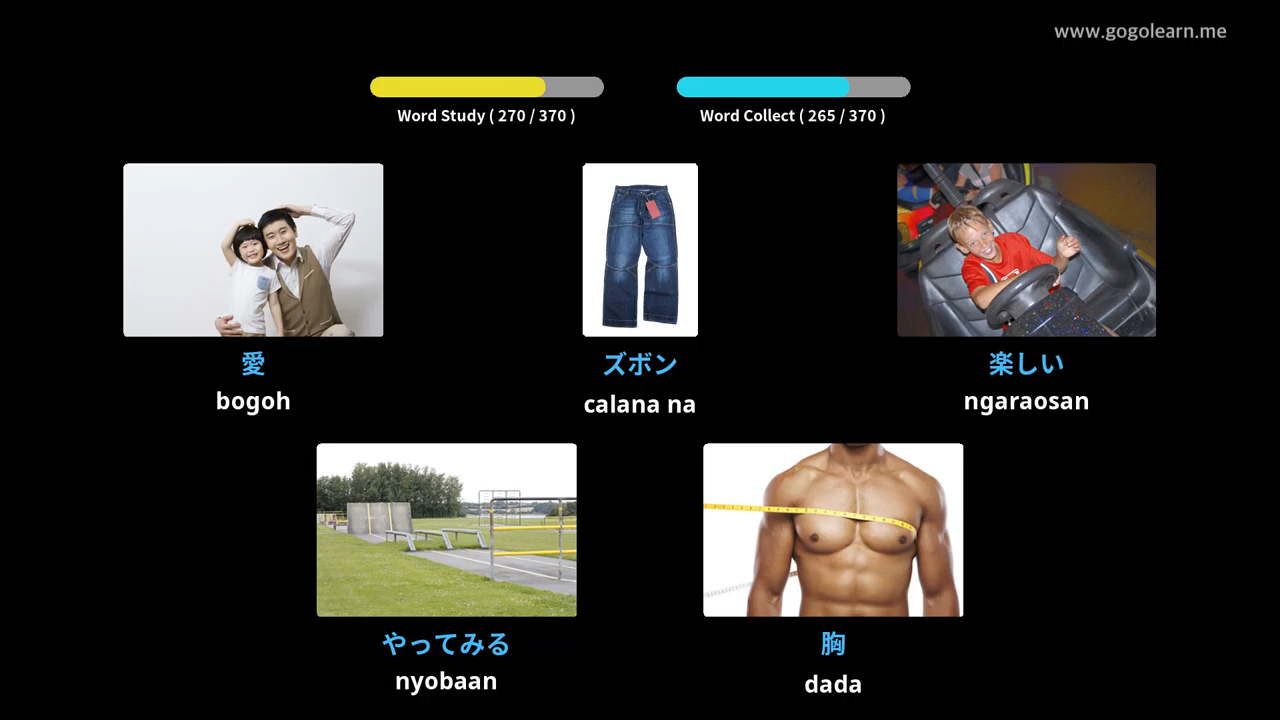 www.gogolearn.me
Word Study ( 270 / 370 )
Word Collect ( 265 / 370 )
愛
bogoh
ズボン
calana na
楽しい
ngaraosan
やってみる
nyobaan
胸
dada